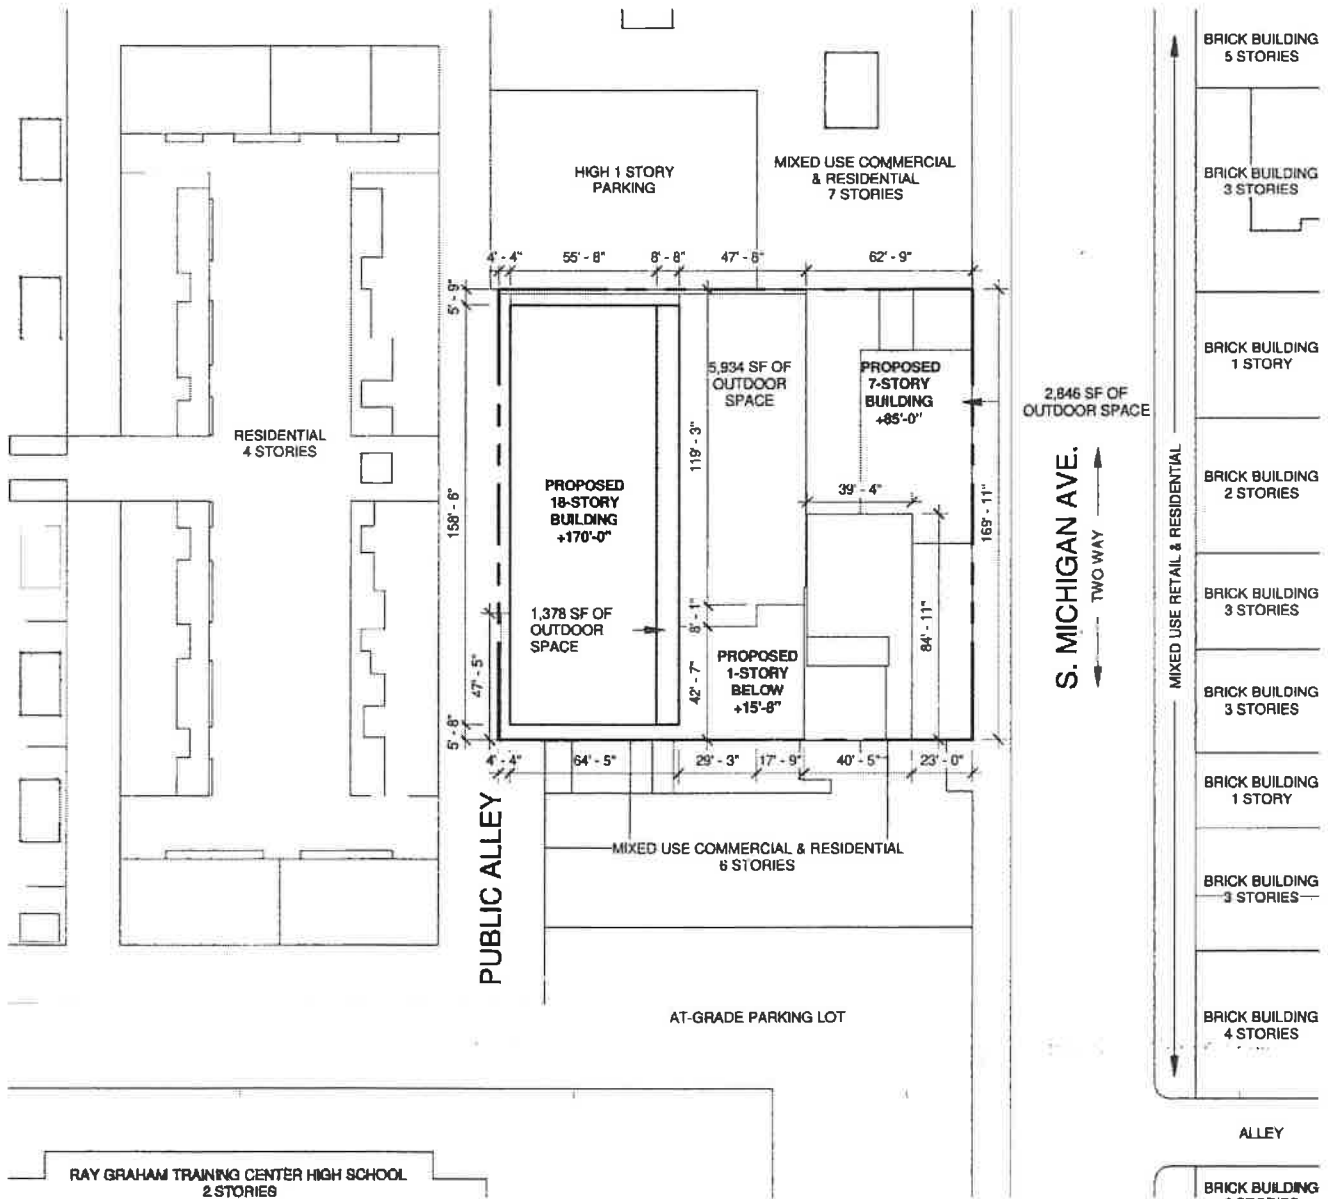 BRICK BUILDING
5 STORIES
HIGH 1 STORY
PARKING
MIXED USE COMMERCIAL
& RESIDENTIAL
7 STORIES
BRICK BUILDING
3 STORIES
4' - 4"
55' - 8"
8' - 8"
47' - 6"
62' - 9"
5' - 9"
BRICK BUILDING
1 STORY
5,934 SF OF
OUTDOOR
SPACE
PROPOSED
7-STORY
BUILDING
+85'-0"
2,846 SF OF
OUTDOOR SPACE
RESIDENTIAL
4 STORIES
119' - 3"
MIXED USE RETAIL & RESIDENTIAL
BRICK BUILDING
2 STORIES
PROPOSED
18-STORY
BUILDING
+170'-0"
158' - 6"
39' - 4"
169' - 11"
S. MICHIGAN AVE.
TWO WAY
BRICK BUILDING
3 STORIES
1,378 SF OF
OUTDOOR
SPACE
8' - 1"
84' - 11"
47' - 5"
42' - 7"
PROPOSED
1-STORY
BELOW
+15'-8"
BRICK BUILDING
3 STORIES
5' - 8"
4' - 4"
64' - 5"
29' - 3"
17' - 9"
40' - 5"
23' - 0"
BRICK BUILDING
1 STORY
PUBLIC ALLEY
MIXED USE COMMERCIAL & RESIDENTIAL
6 STORIES
BRICK BUILDING
3 STORIES
AT-GRADE PARKING LOT
BRICK BUILDING
4 STORIES
ALLEY
RAY GRAHAM TRAINING CENTER HIGH SCHOOL
2 STORIES
BRICK BUILDING